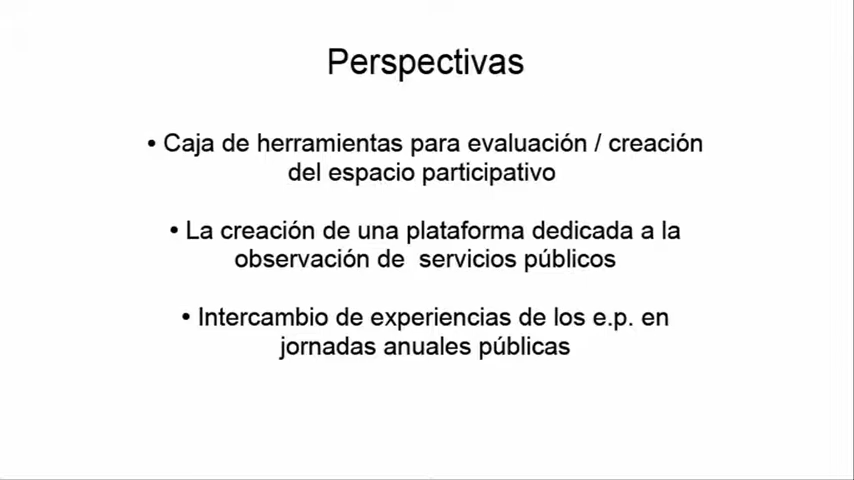 Perspectivas
• Caja de herramientas para evaluación / creación
del espacio participativo
• La creación de una plataforma dedicada a la
observación de servicios públicos
• Intercambio de experiencias de los e.p. en
jornadas anuales públicas